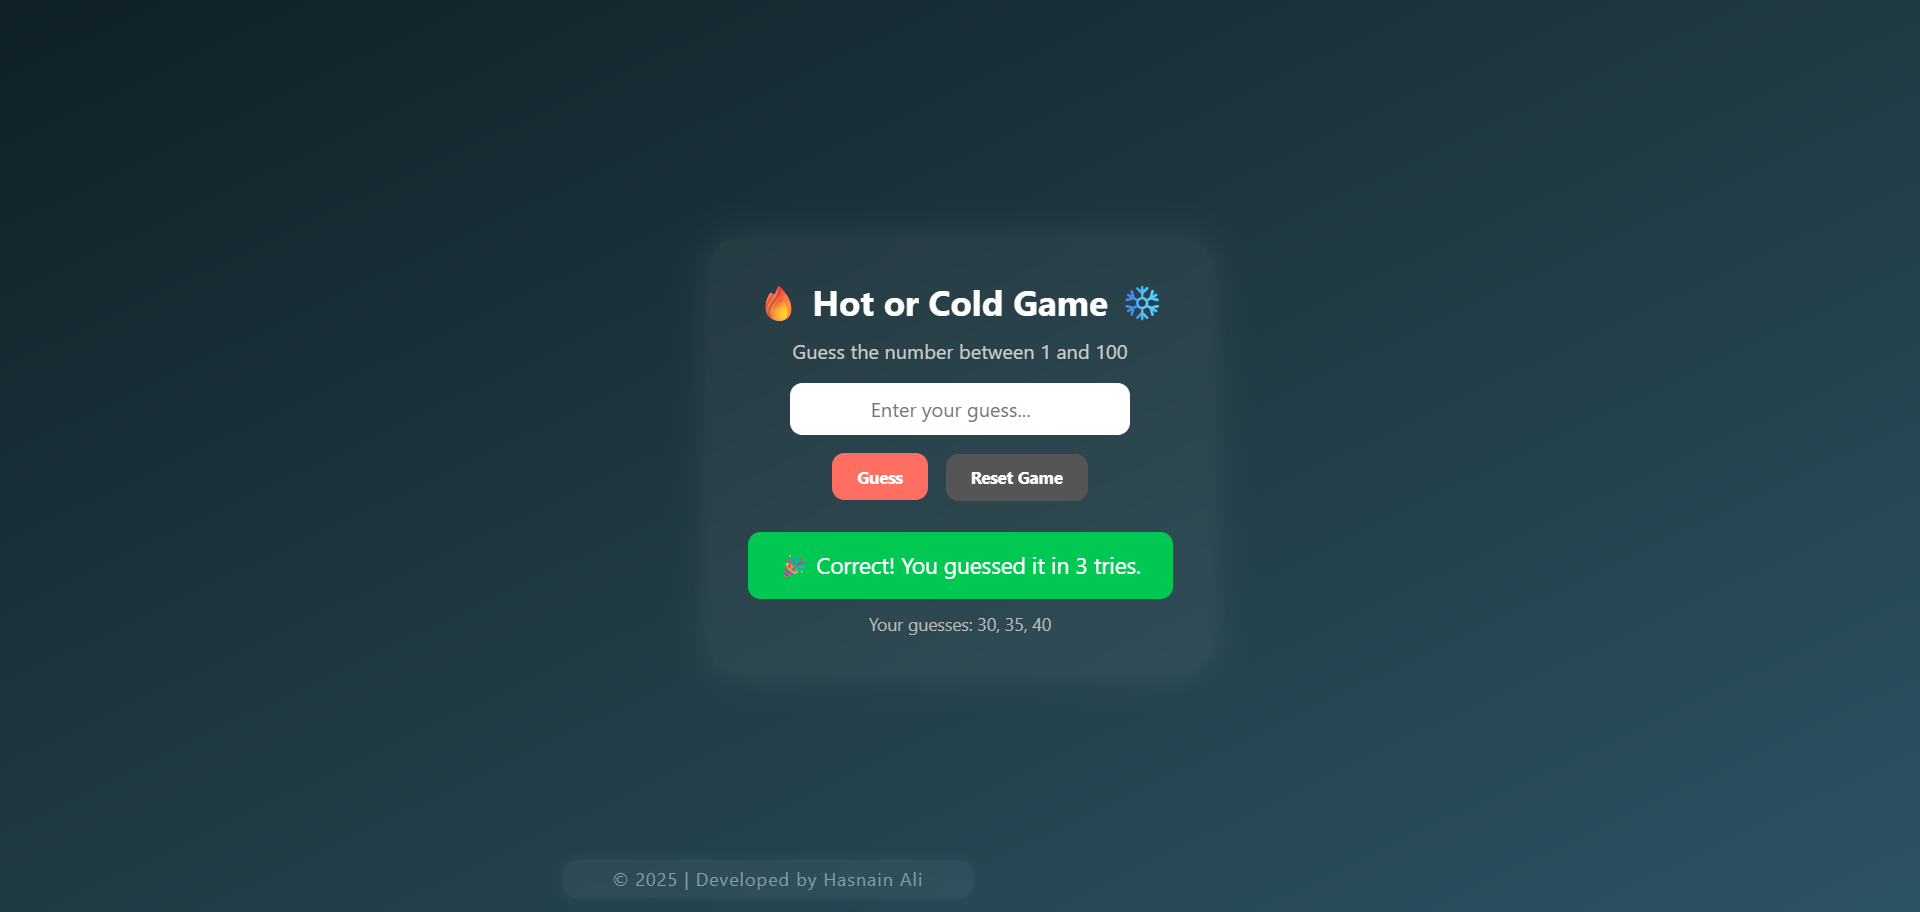 🔥 Hot or Cold Game ❄️
Guess the number between 1 and 100
Enter your guess...
Guess
Reset Game
🎉 Correct! You guessed it in 3 tries.
Your guesses: 30, 35, 40
© 2025 | Developed by Hasnain Ali